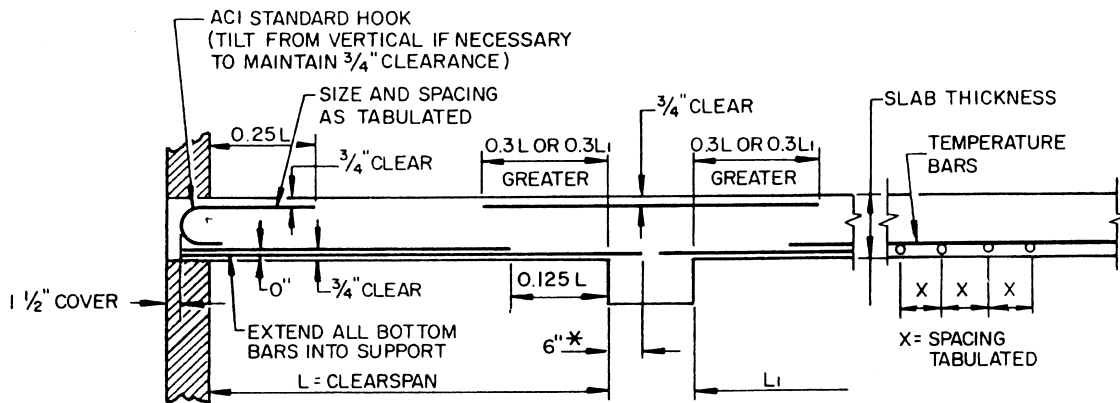 ACI STANDARD HOOK
(TILT FROM VERTICAL IF NECESSARY
TO MAINTAIN 3/4" CLEARANCE)
SIZE AND SPACING
AS TABULATED
3/4" CLEAR
SLAB THICKNESS
0.25 L
3/4" CLEAR
0.3 L OR 0.3L1
GREATER
0.3 L OR 0.3L1
GREATER
TEMPERATURE
BARS
1 1/2" COVER
0"
3/4" CLEAR
0.125 L
X
X
X
EXTEND ALL BOTTOM
BARS INTO SUPPORT
6" *
X = SPACING
TABULATED
L = CLEARSPAN
L1